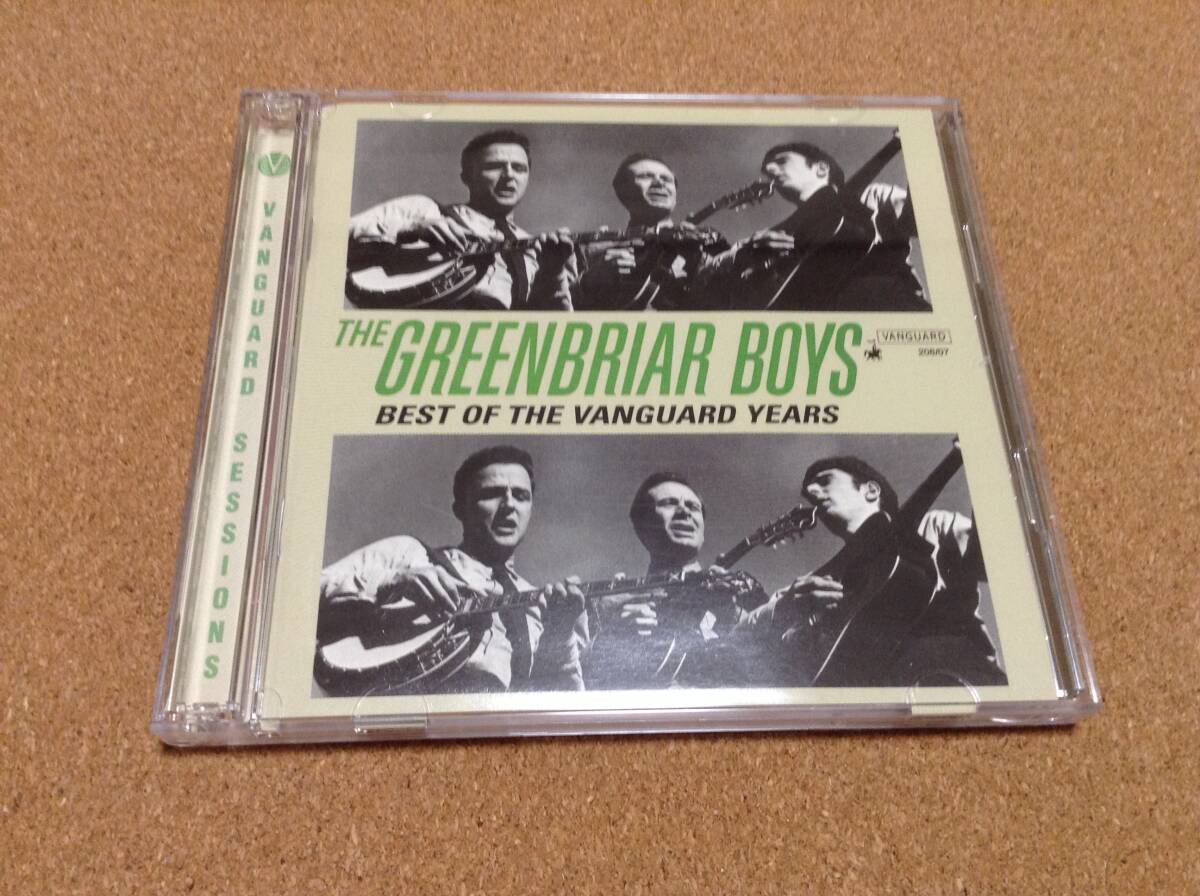 V
VANGUARD SESSIONS
THE GREENBRIAR BOYS
VANGUARD
206/07
BEST OF THE VANGUARD YEARS